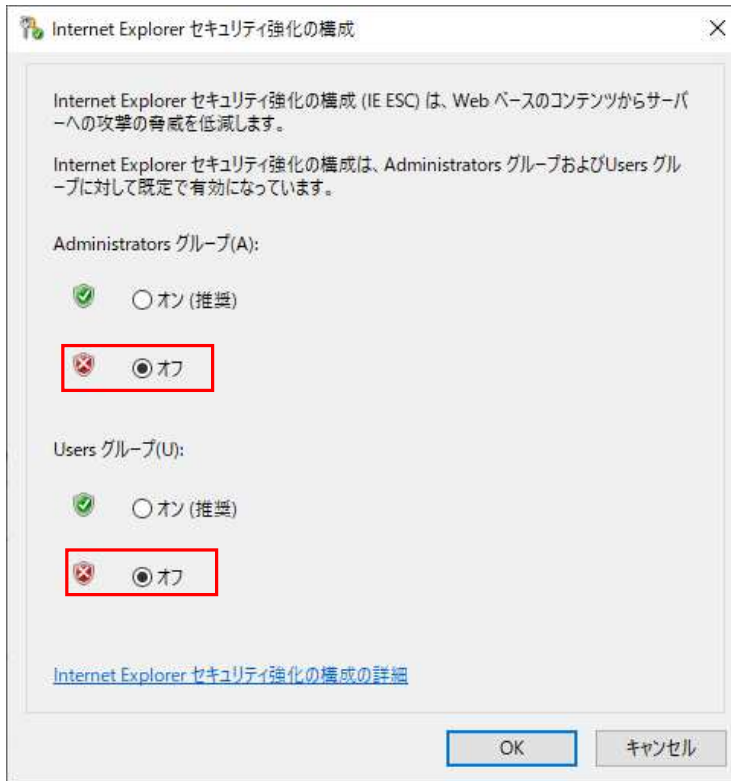 Internet Explorer セキュリティ強化の構成
Internet Explorer セキュリティ強化の構成 (IE ESC) は、Web ベースのコンテンツからサーバ
ーへの攻撃の脅威を低減します。
Internet Explorer セキュリティ強化の構成は、Administrators グループおよびUsers グル
ープに対して既定で有効になっています。
Administrators グループ(A):
オン (推奨)
オフ
Users グループ(U):
オン (推奨)
オフ
Internet Explorer セキュリティ強化の構成の詳細
OK
キャンセル